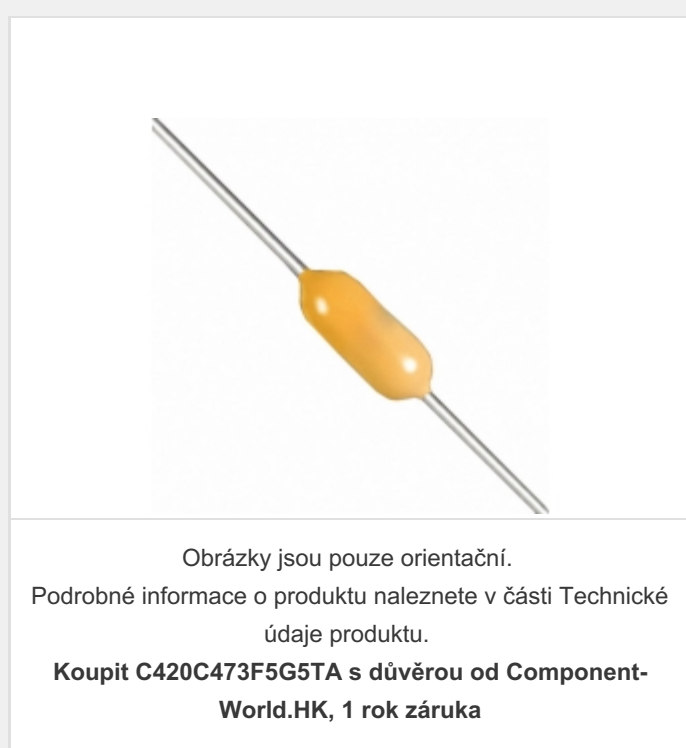 Obrázky jsou pouze orientační.
Podrobné informace o produktu naleznete v části Technické
údaje produktu.
Koupit C420C473F5G5TA s důvěrou od Component-
World.HK, 1 rok záruka